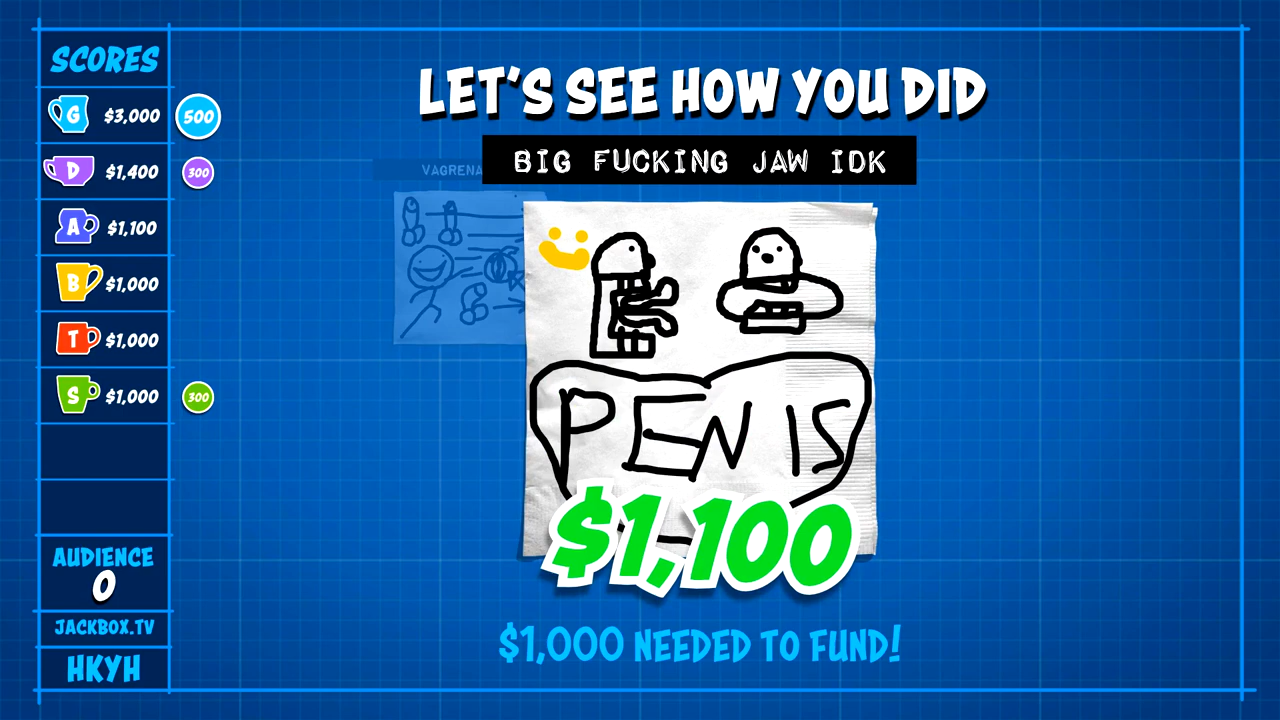 SCORES
G $3,000 500
D $1,400 300
A $1,100
B $1,000
T $1,000
S $1,000 300
AUDIENCE
0
JACKBOX.TV
HKYH
LET'S SEE HOW YOU DID
BIG FUCKING JAW IDK
VAGRENA
PENIS
$1,100
$1,000 NEEDED TO FUND!